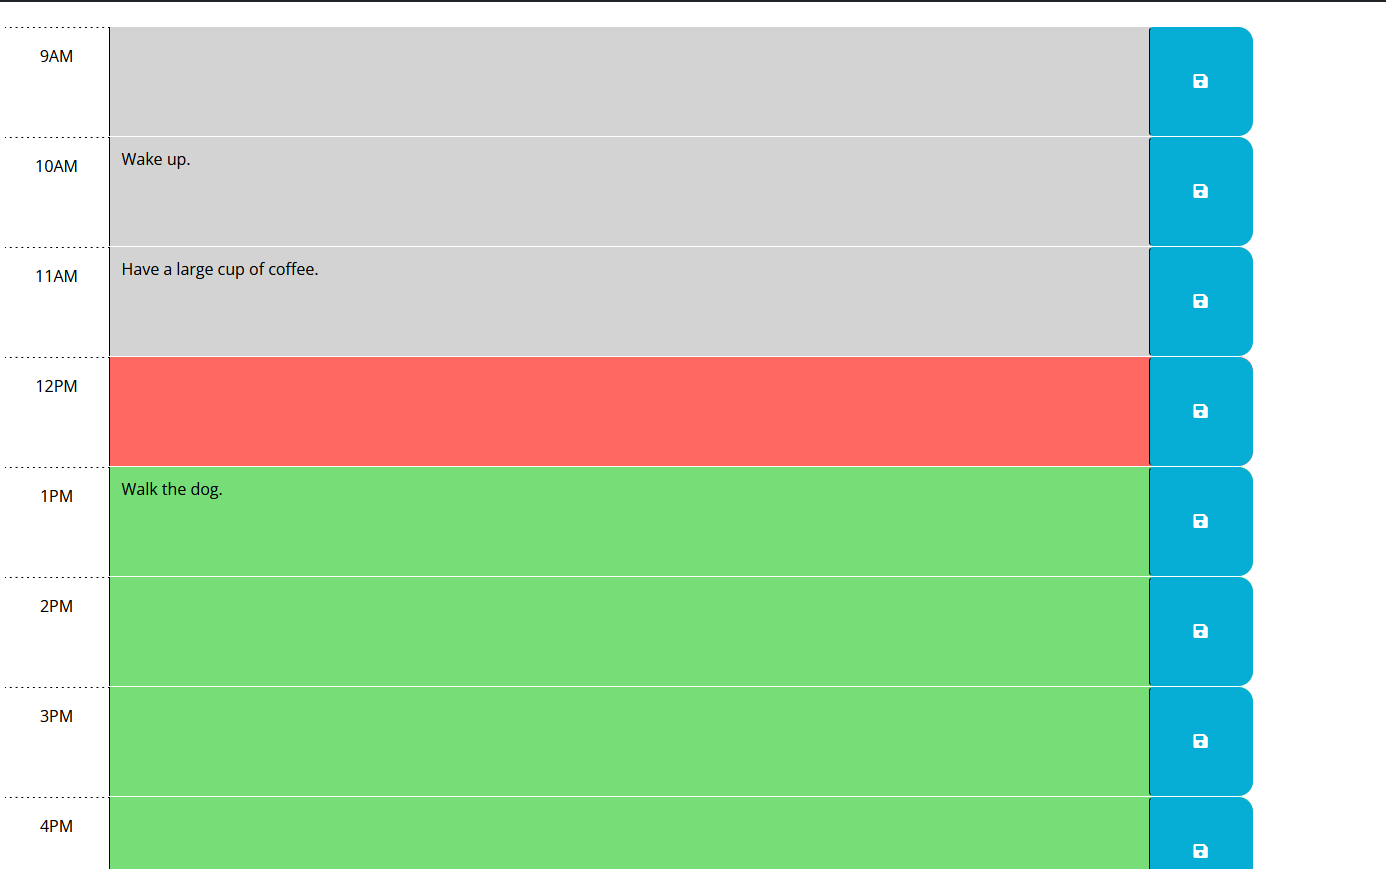 9AM
10AM
Wake up.
11AM
Have a large cup of coffee.
12PM
1PM
Walk the dog.
2PM
3PM
4PM